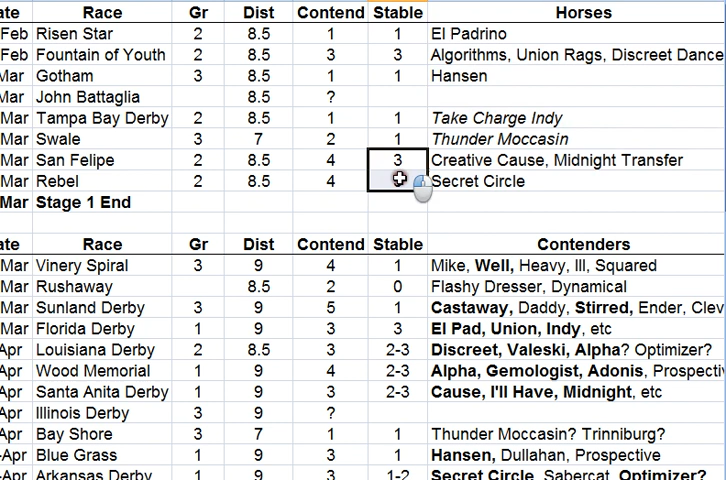 ate Race Gr Dist Contend Stable Horses
Feb Risen Star 2 8.5 1 1 El Padrino
Feb Fountain of Youth 2 8.5 3 3 Algorithms, Union Rags, Discreet Dance
Mar Gotham 3 8.5 1 1 Hansen
Mar John Battaglia 8.5 ?
Mar Tampa Bay Derby 2 8.5 1 1 Take Charge Indy
Mar Swale 3 7 2 1 Thunder Moccasin
Mar San Felipe 2 8.5 4 3 Creative Cause, Midnight Transfer
Mar Rebel 2 8.5 4 Secret Circle
Mar Stage 1 End
ate Race Gr Dist Contend Stable Contenders
Mar Vinery Spiral 3 9 4 1 Mike, Well, Heavy, Ill, Squared
Mar Rushaway 8.5 2 0 Flashy Dresser, Dynamical
Mar Sunland Derby 3 9 5 1 Castaway, Daddy, Stirred, Ender, Clev
Mar Florida Derby 1 9 3 3 El Pad, Union, Indy, etc
Apr Louisiana Derby 2 8.5 3 2-3 Discreet, Valeski, Alpha? Optimizer?
Apr Wood Memorial 1 9 4 2-3 Alpha, Gemologist, Adonis, Prospectiv
Apr Santa Anita Derby 1 9 3 2-3 Cause, I'll Have, Midnight, etc
Apr Illinois Derby 3 9 ?
Apr Bay Shore 3 7 1 1 Thunder Moccasin? Trinniburg?
-Apr Blue Grass 1 9 3 1 Hansen, Dullahan, Prospective
-Apr Arkansas Derby 1 9 3 1-2 Secret Circle, Sabercat, Optimizer?